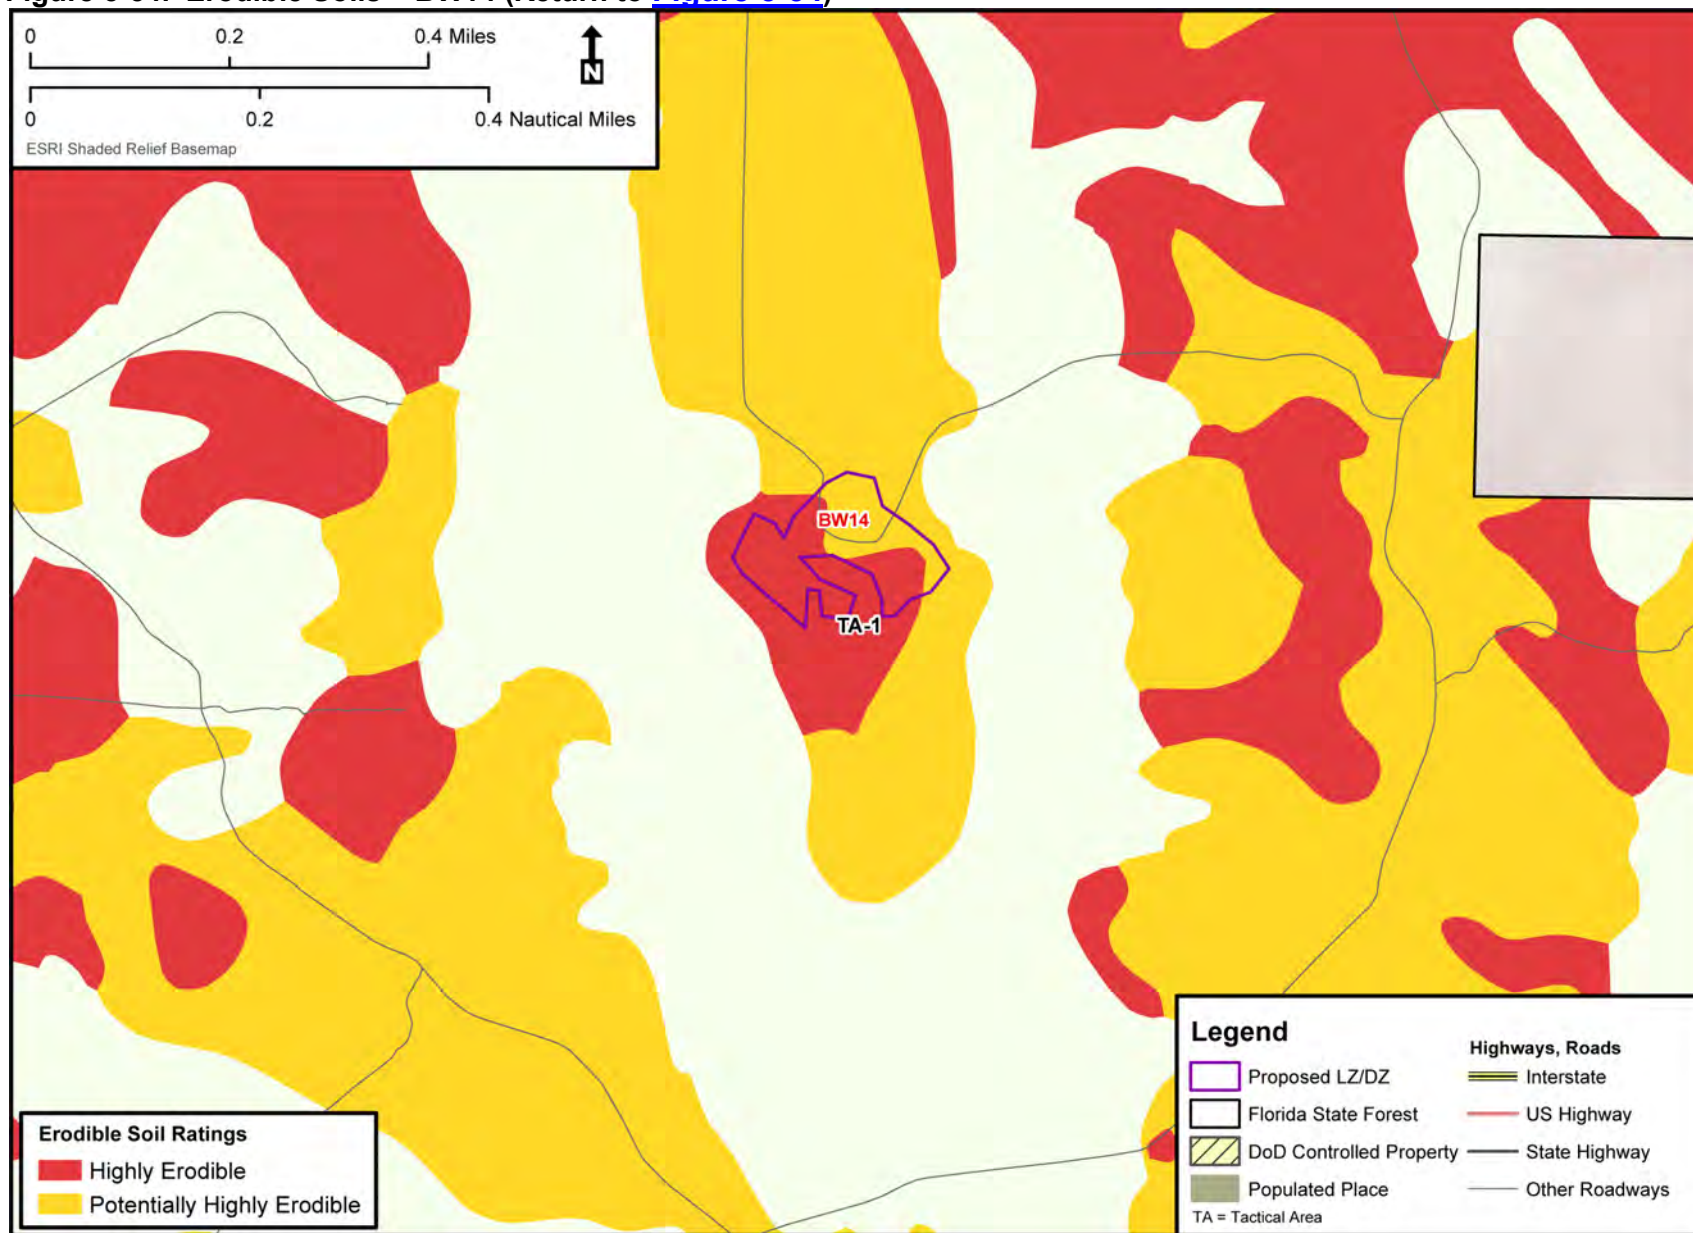 0 0.2 0.4 Miles
N
0 0.2 0.4 Nautical Miles
ESRI Shaded Relief Basemap
BW14
TA-1
Erodible Soil Ratings
Highly Erodible
Potentially Highly Erodible
Legend
Proposed LZ/DZ
Florida State Forest
DoD Controlled Property
Populated Place
TA = Tactical Area
Highways, Roads
Interstate
US Highway
State Highway
Other Roadways